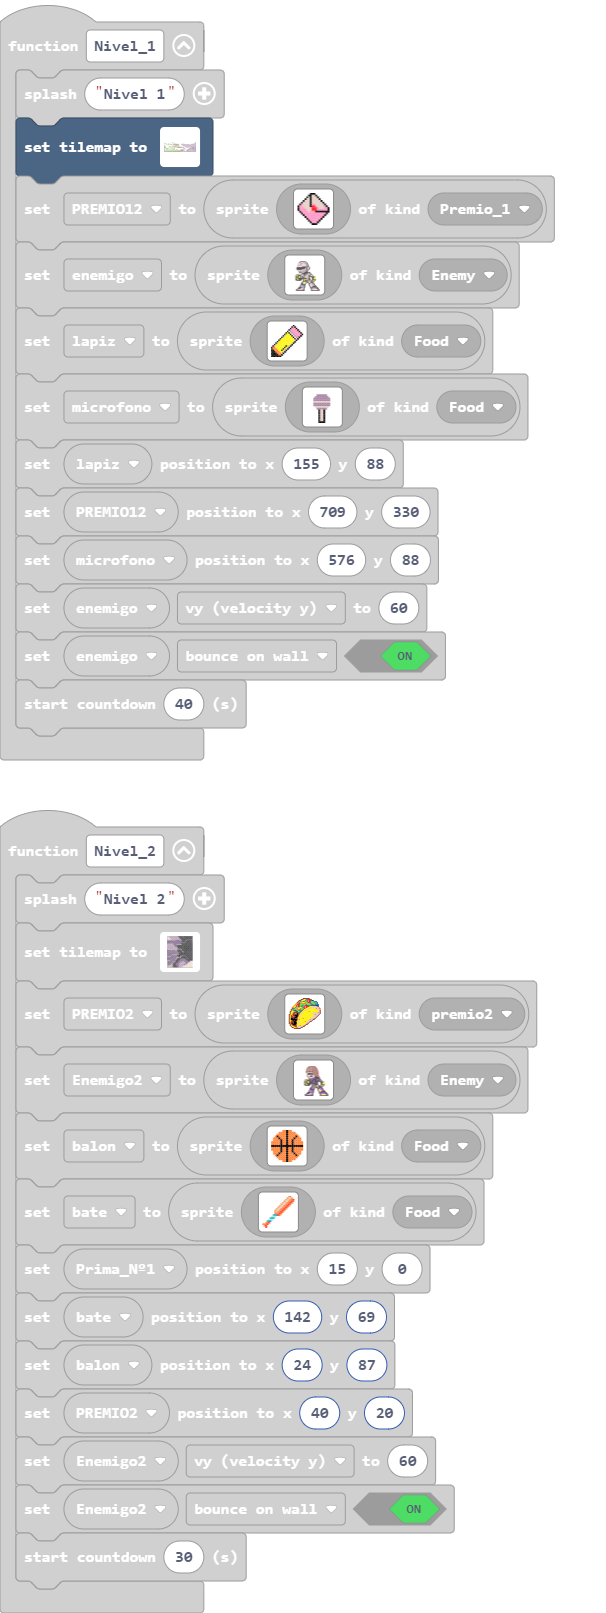 function Nivel_1
splash "Nivel 1"
set tilemap to
set PREMIO12 to sprite of kind Premio_1
set enemigo to sprite of kind Enemy
set lapiz to sprite of kind Food
set microfono to sprite of kind Food
set lapiz position to x 155 y 88
set PREMIO12 position to x 709 y 330
set microfono position to x 576 y 88
set enemigo vy (velocity y) to 60
set enemigo bounce on wall ON
start countdown 40 (s)
function Nivel_2
splash "Nivel 2"
set tilemap to
set PREMIO2 to sprite of kind premio2
set Enemigo2 to sprite of kind Enemy
set balon to sprite of kind Food
set bate to sprite of kind Food
set Prima_Nº1 position to x 15 y 0
set bate position to x 142 y 69
set balon position to x 24 y 87
set PREMIO2 position to x 40 y 20
set Enemigo2 vy (velocity y) to 60
set Enemigo2 bounce on wall ON
start countdown 30 (s)